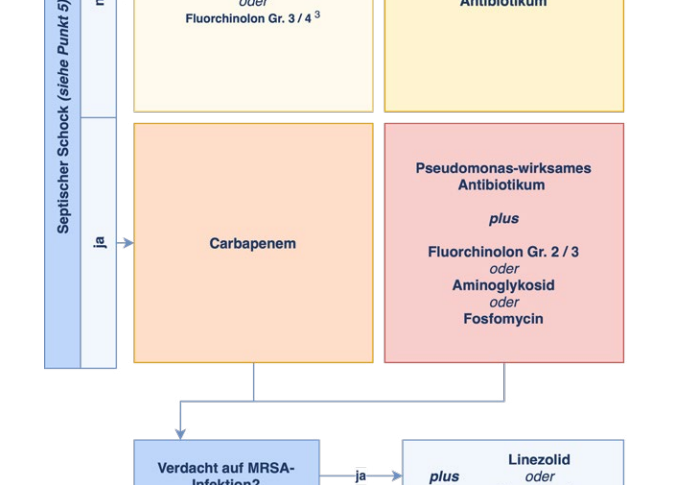 oder
Fluorchinolon Gr. 3 / 4 ³
Antibiotikum
Septischer Schock (siehe Punkt 5)
ja
Carbapenem
Pseudomonas-wirksames
Antibiotikum
plus
Fluorchinolon Gr. 2 / 3
oder
Aminoglykosid
oder
Fosfomycin
Verdacht auf MRSA-
Infektion?
ja
plus
Linezolid
oder